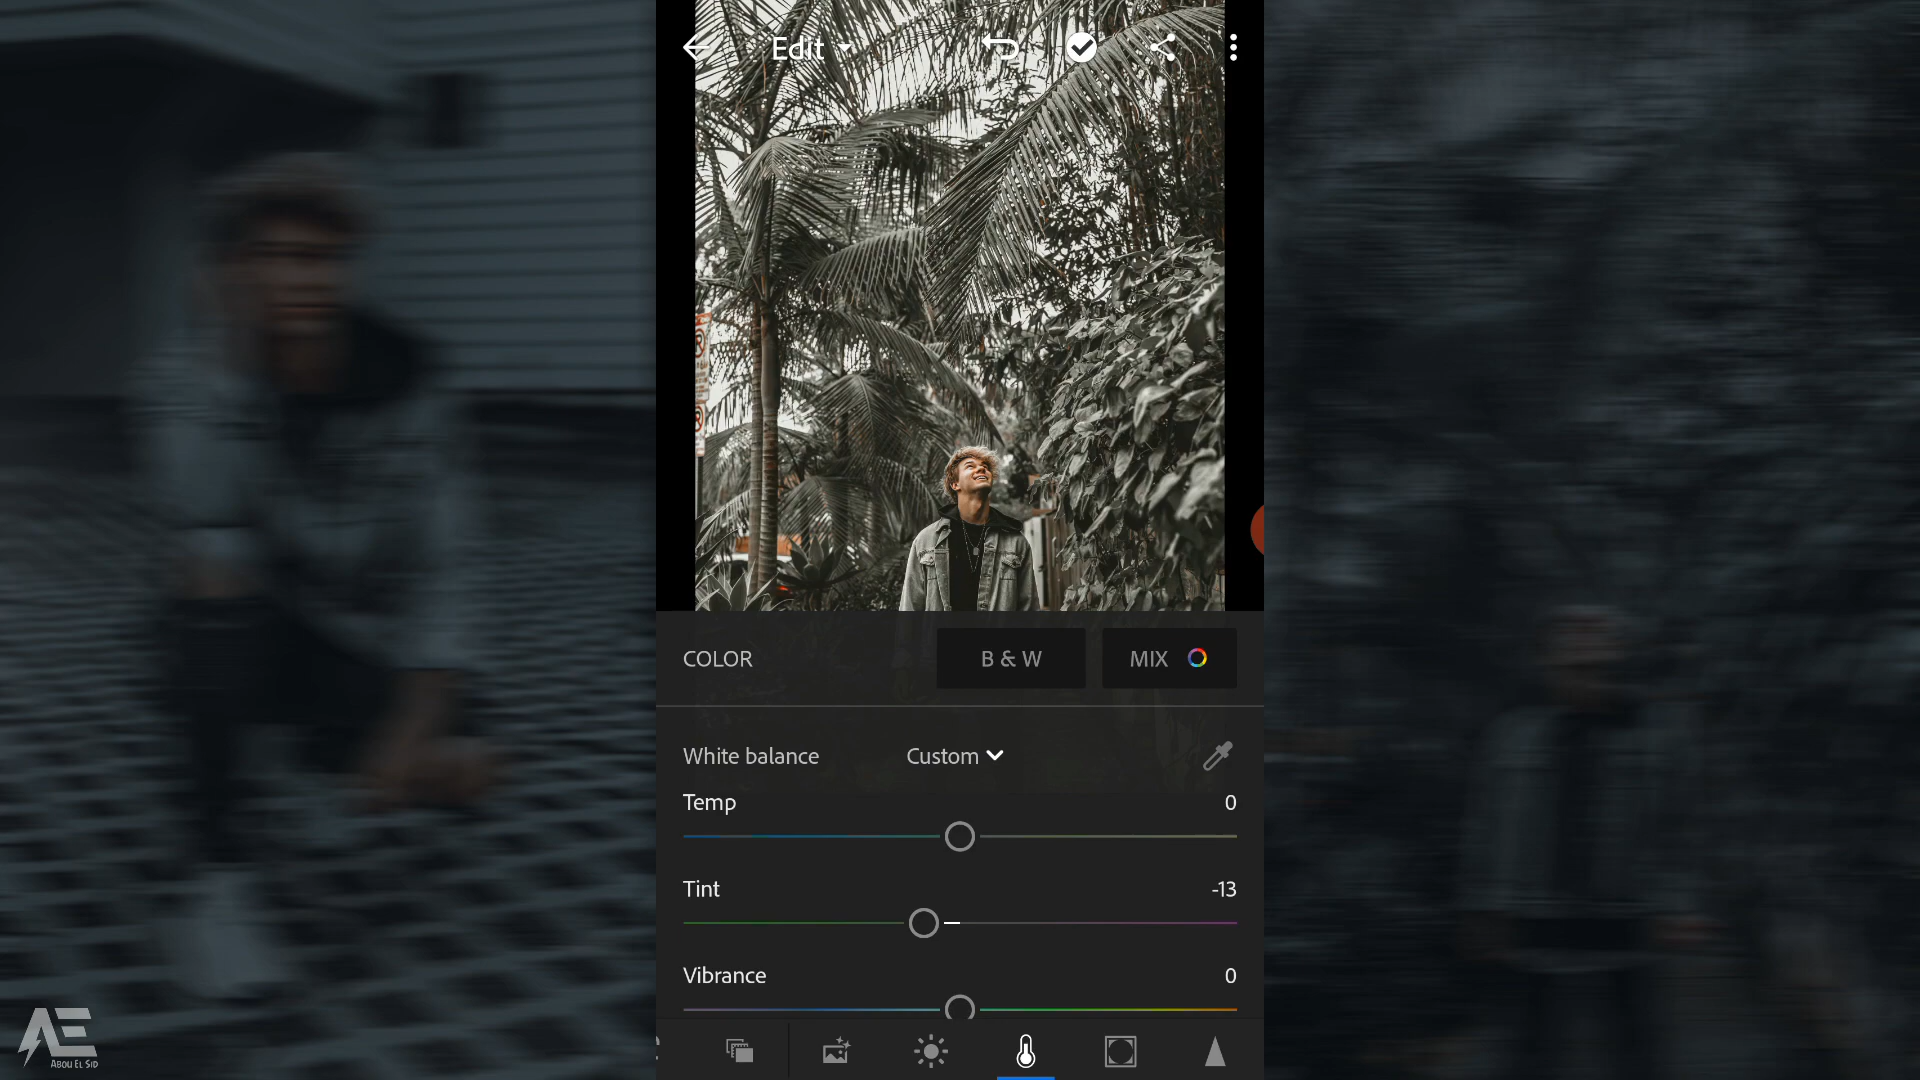 Edit
COLOR
B & W
MIX
White balance
Custom
Temp
0
Tint
-13
Vibrance
0
AE
ABOU EL SID